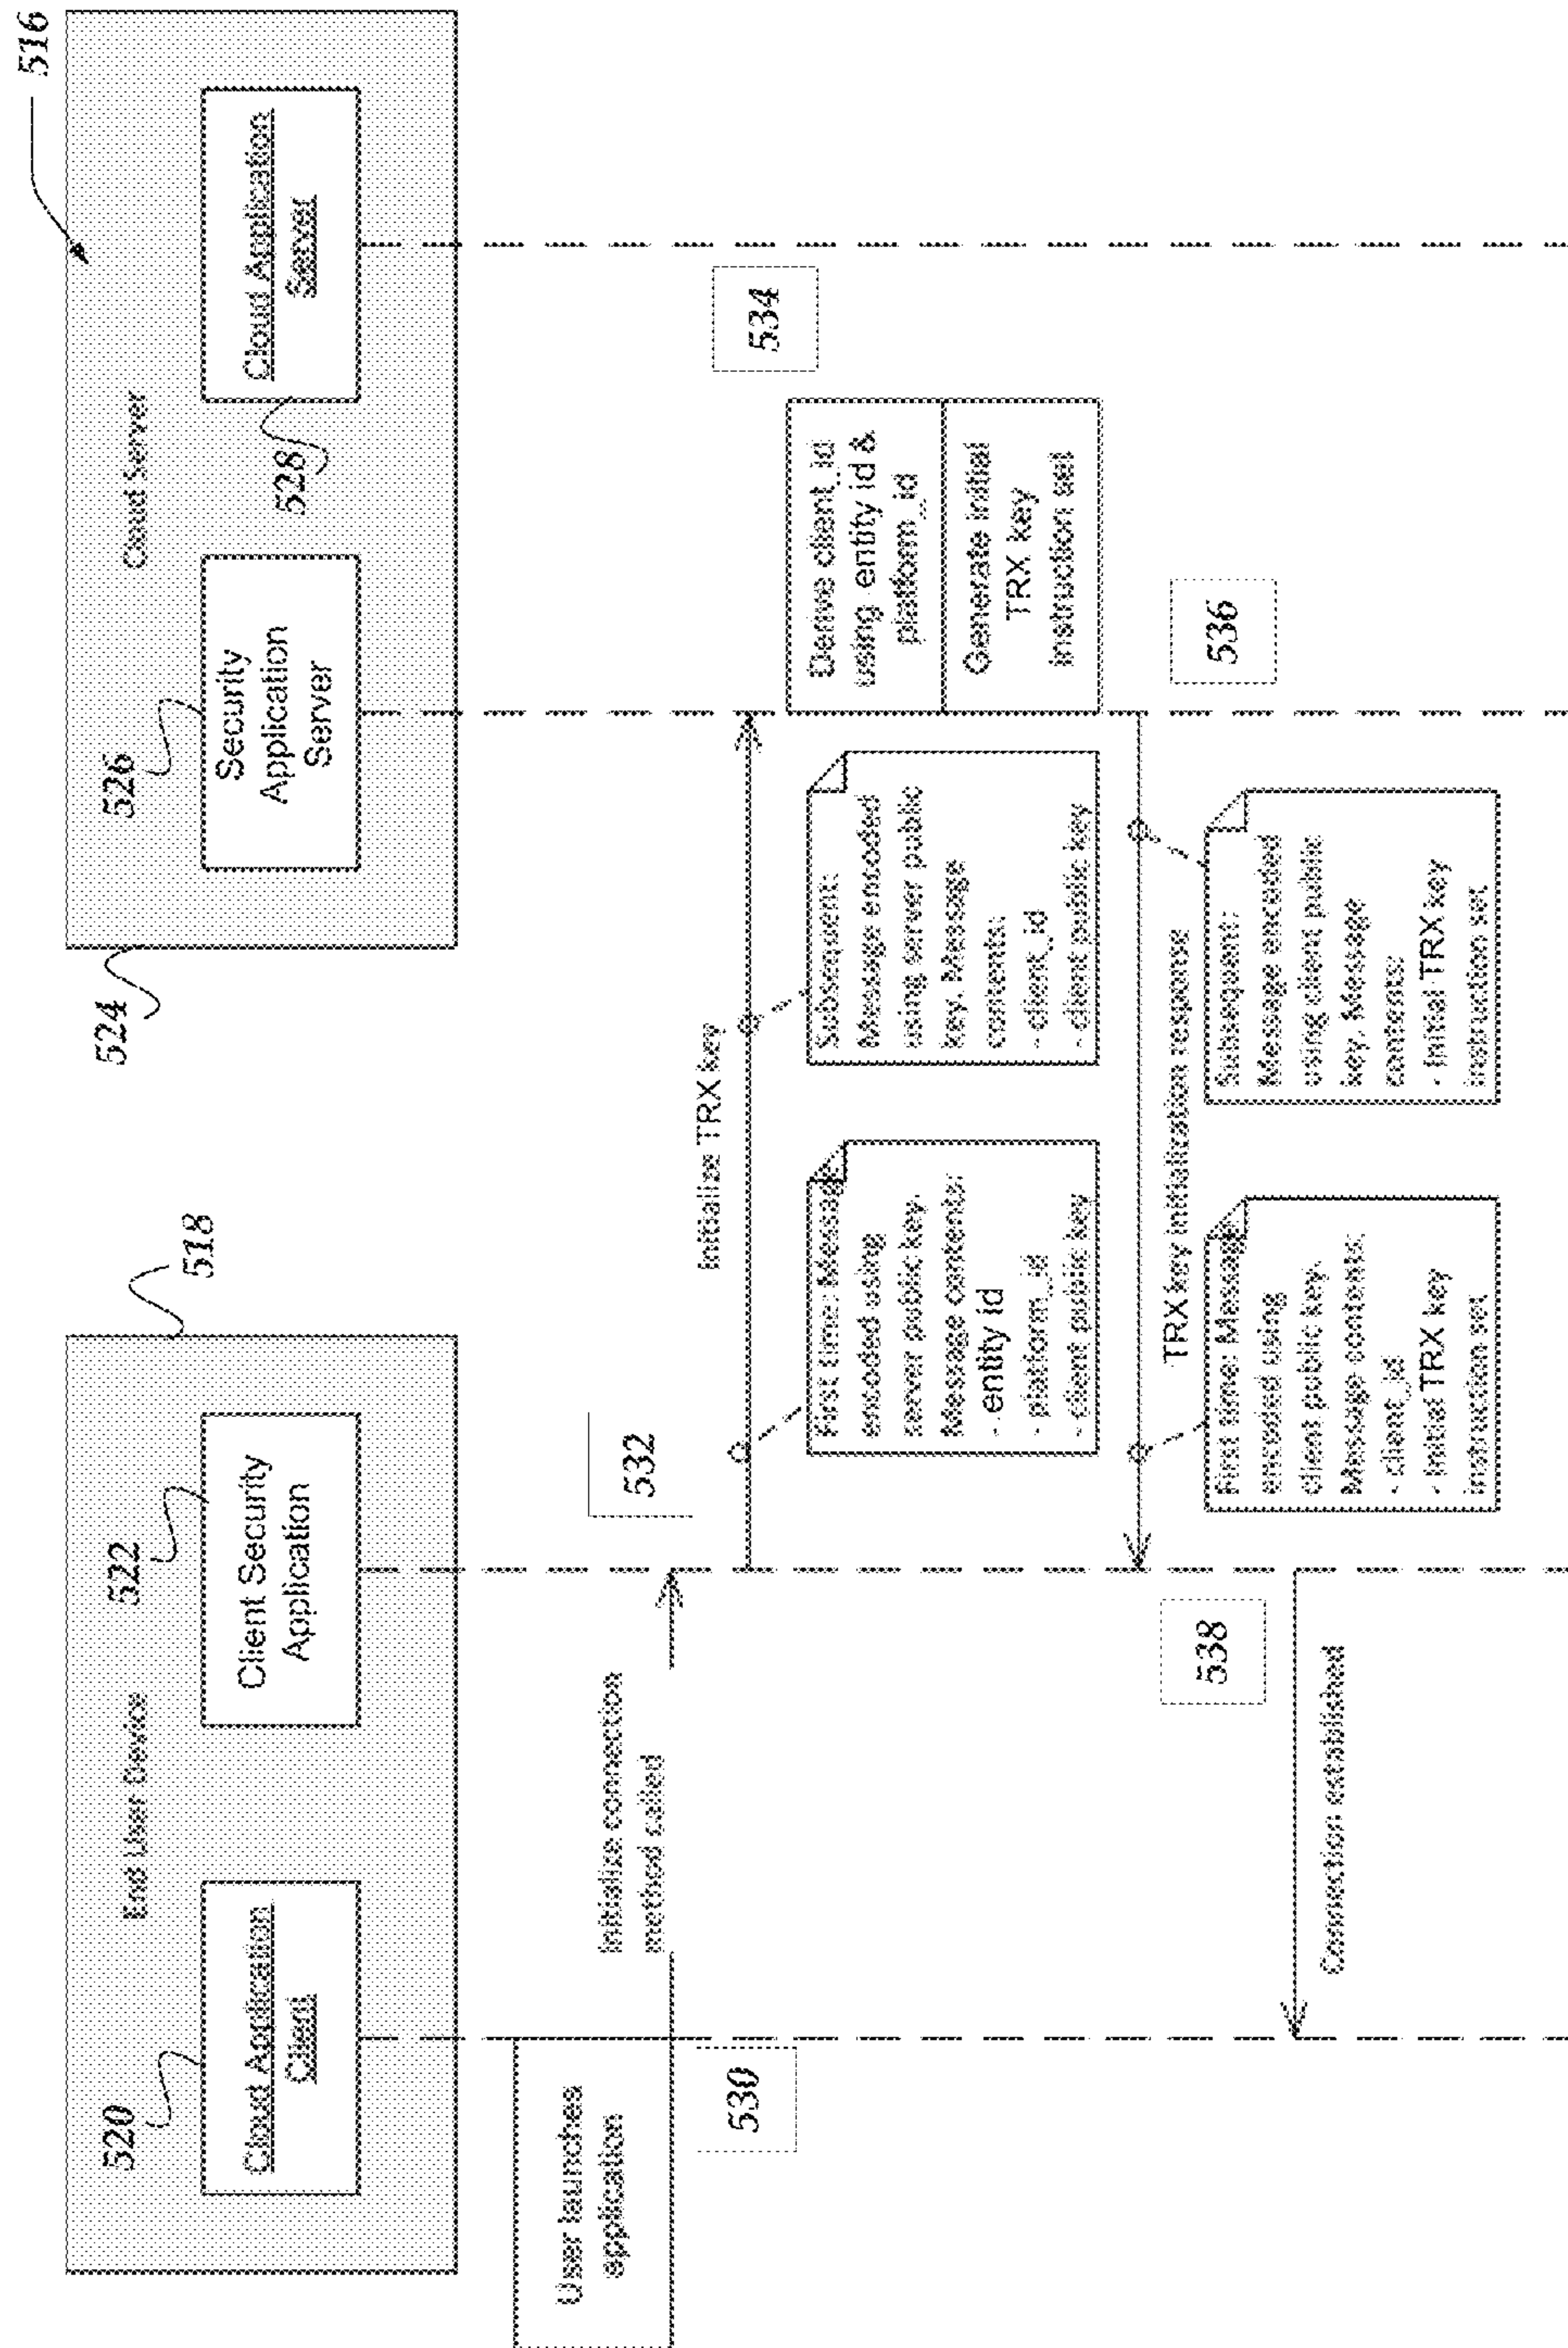 516
518
524
End User Device
Cloud Server
520
522
526
528
Cloud Application
Client
Client Security
Application
Security
Application
Server
Cloud Application
Server
User launches
application
530
Initialize connection
method called
532
Initialize TRX key
534
First time: Message
encoded using
server public key.
Message contents:
- entity id
- platform_id
- client public key
Subsequent:
Message encoded
using server public
key. Message
contents:
- client_id
- client public key
Derive client_id
using entity id &
platform_id
Generate initial
TRX key
instruction set
536
TRX key initialization response
First time: Message
encoded using
client public key.
Message contents:
- client_id
- Initial TRX key
instruction set
Subsequent:
Message encoded
using client public
key. Message
contents:
- Initial TRX key
instruction set
538
Connection established